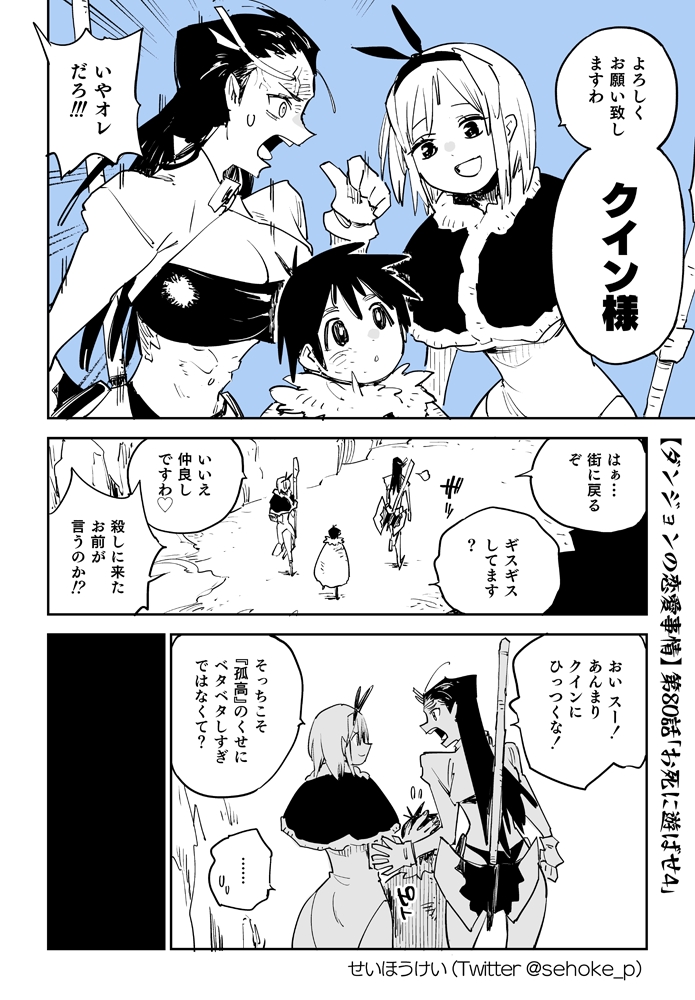 よろしく
お願い致し
ますわ
クイン様
いやオレ
だろ!!!
はぁ…
街に戻る
ぞ
ギスギス
してます
?
いいえ
仲良し
ですわ♡
殺しに来た
お前が
言うのか!?
おい スー!
あんまり
クインに
ひっつくな!
そっちこそ
『孤高』のくせに
ベタベタしすぎ
ではなくて?
…
【ダンジョンの恋愛事情】第80話「お死に遊ばせ4」
せいほうけい(Twitter @sehoke_p)